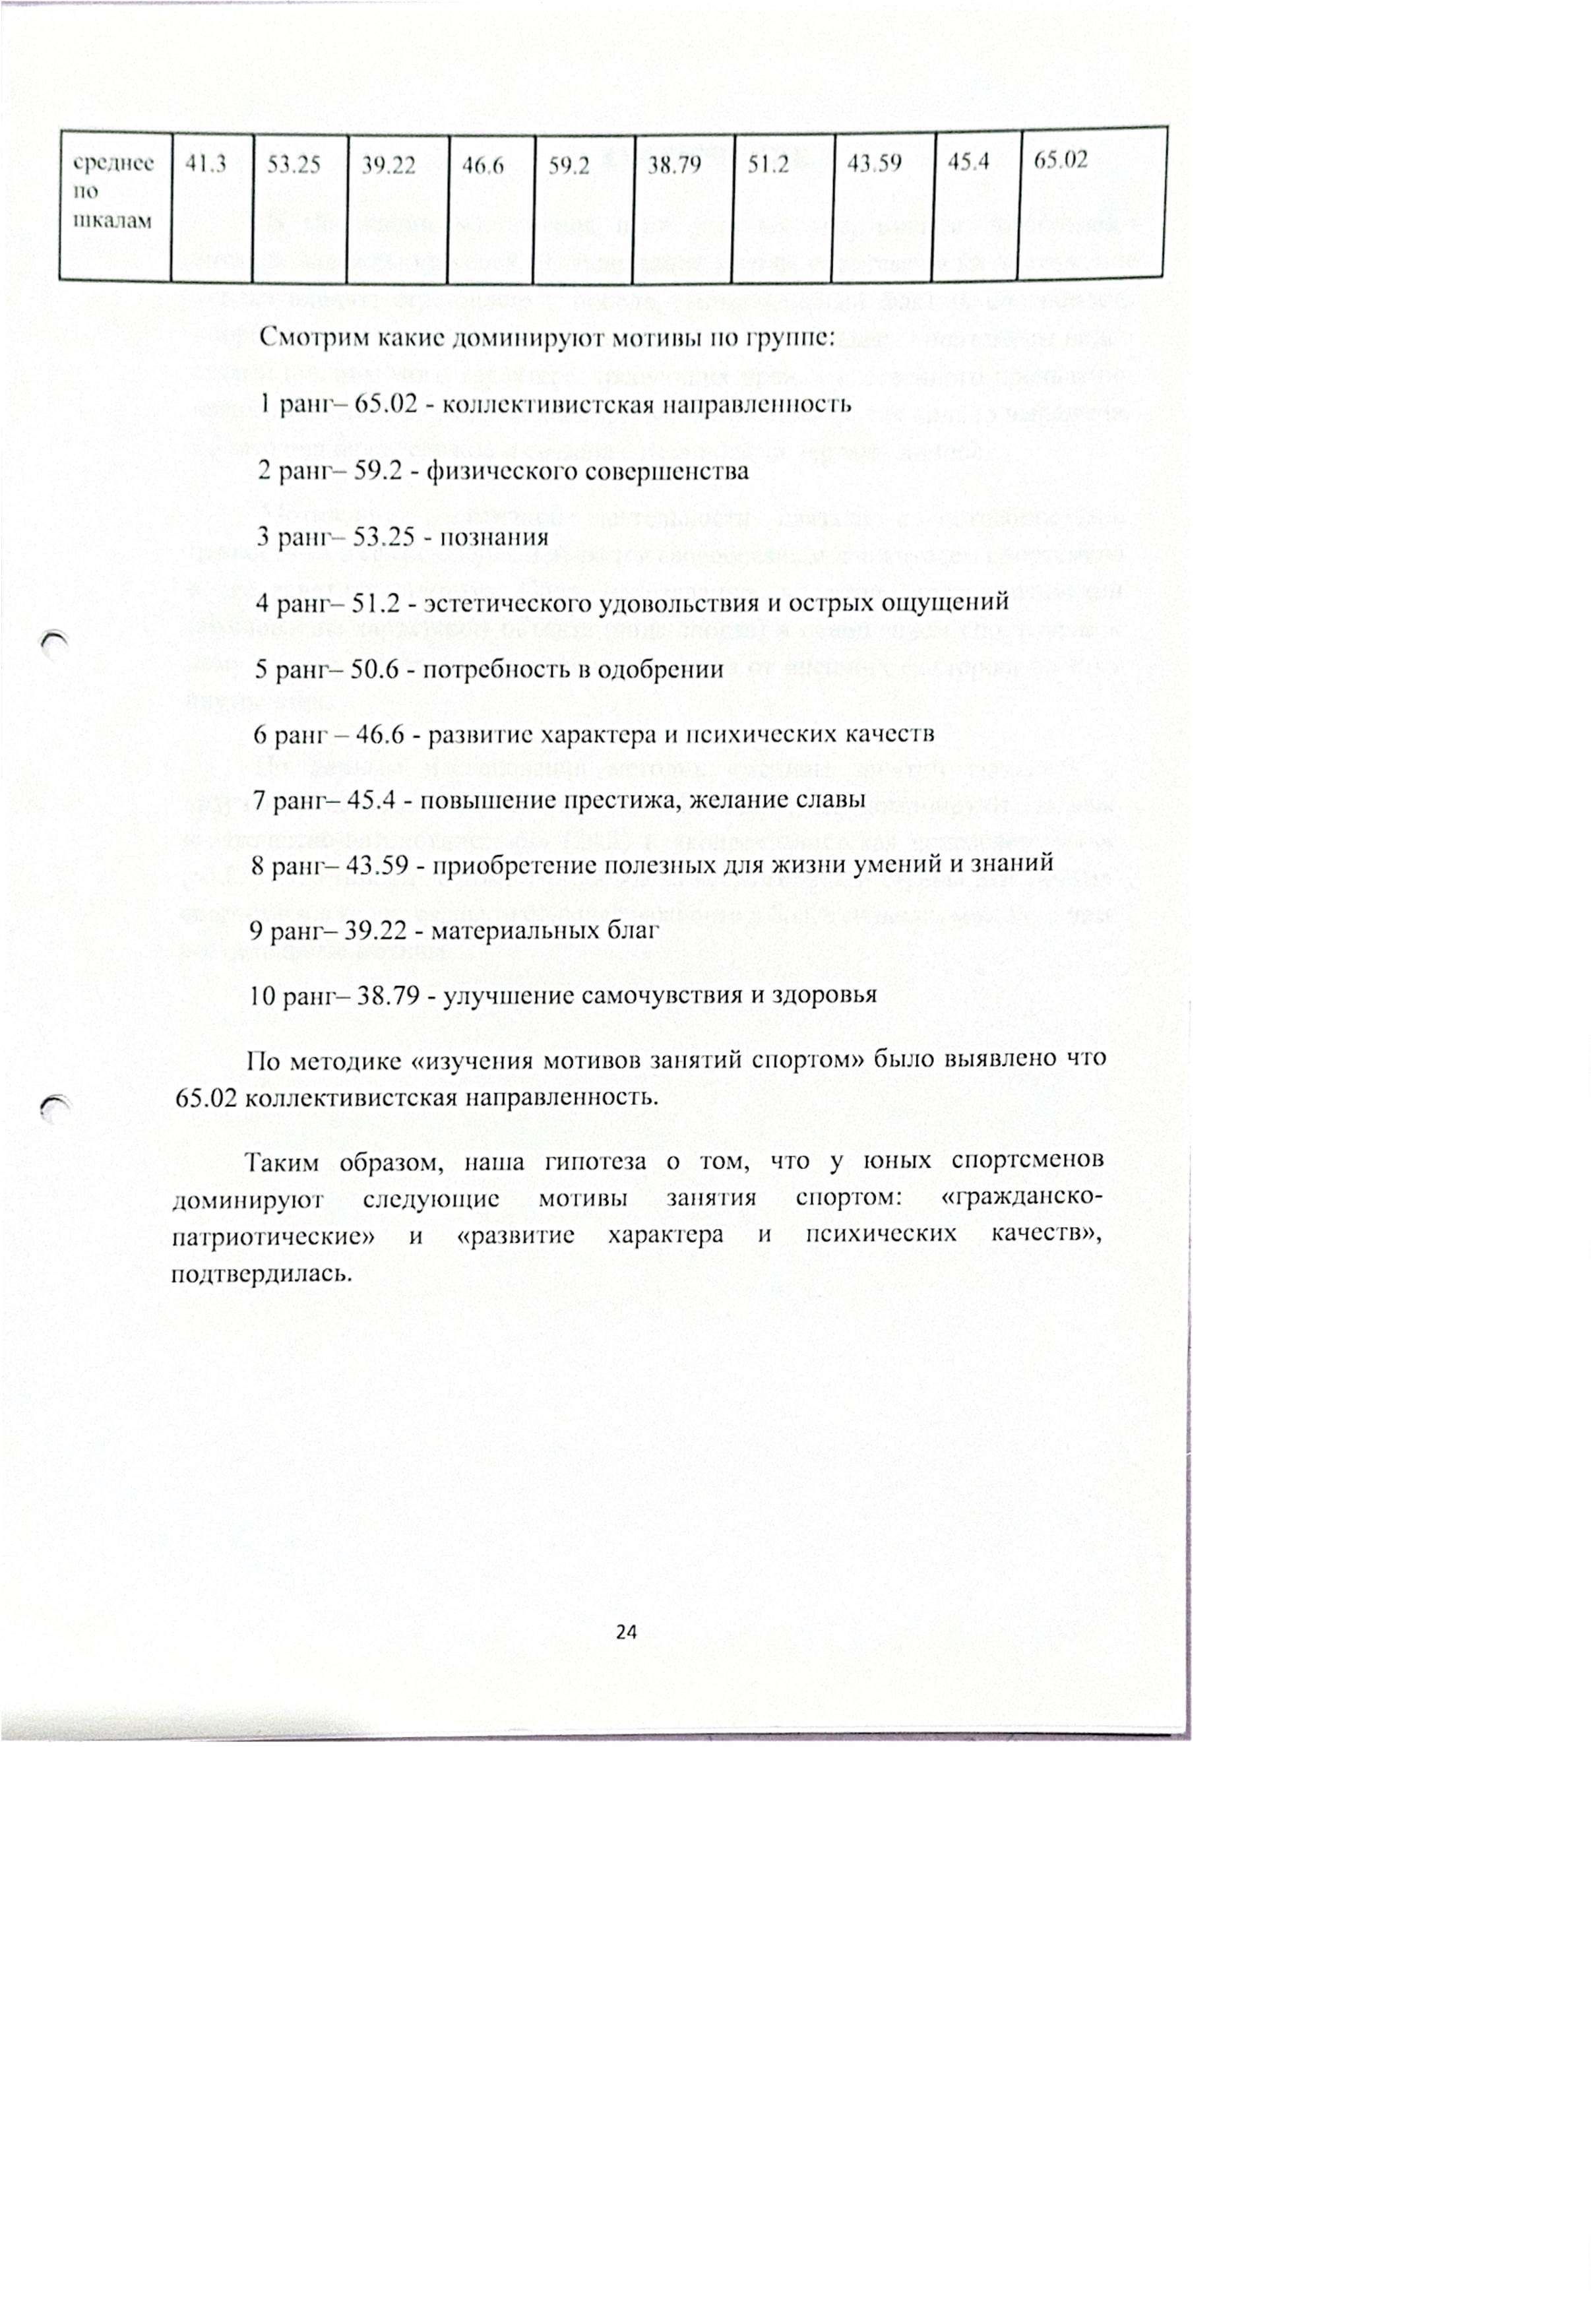 среднее 41.3 53.25 39.22 46.6 59.2 38.79 51.2 43.59 45.4 65.02
по
шкалам
Смотрим какие доминируют мотивы по группе:
1 ранг– 65.02 - коллективистская направленность
2 ранг– 59.2 - физического совершенства
3 ранг– 53.25 - познания
4 ранг– 51.2 - эстетического удовольствия и острых ощущений
5 ранг– 50.6 - потребность в одобрении
6 ранг – 46.6 - развитие характера и психических качеств
7 ранг– 45.4 - повышение престижа, желание славы
8 ранг– 43.59 - приобретение полезных для жизни умений и знаний
9 ранг– 39.22 - материальных благ
10 ранг– 38.79 - улучшение самочувствия и здоровья
По методике «изучения мотивов занятий спортом» было выявлено что
65.02 коллективистская направленность.
Таким образом, наша гипотеза о том, что у юных спортсменов
доминируют следующие мотивы занятия спортом: «гражданско-
патриотические» и «развитие характера и психических качеств»,
подтвердилась.
24